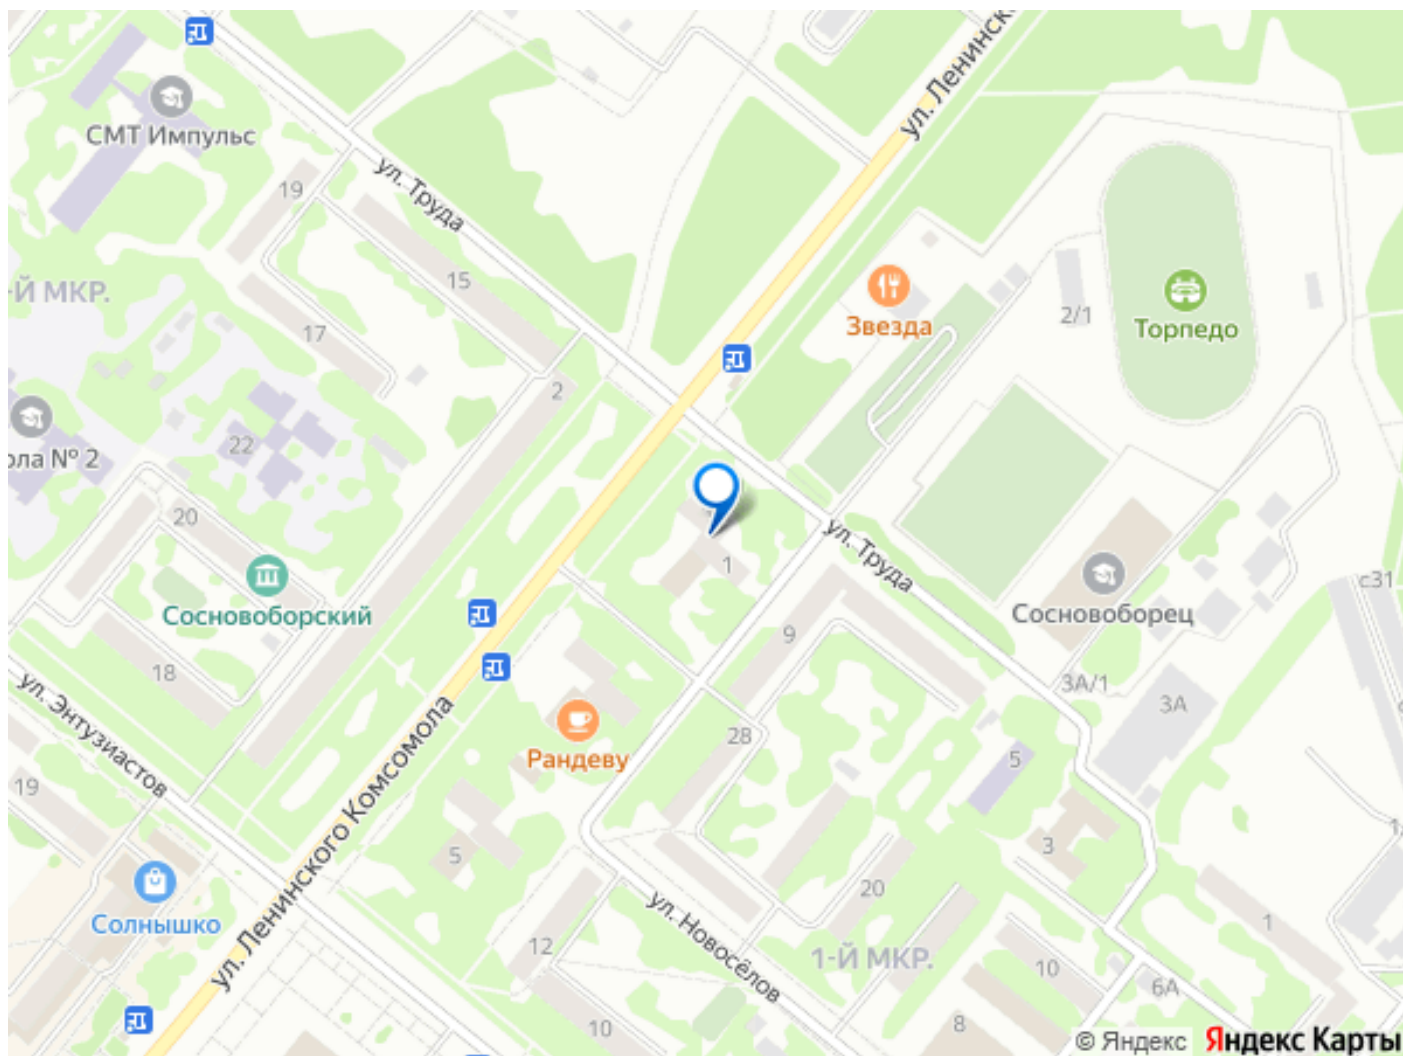 ул. Ленинск
СМТ Импульс
19
ул. Труда
15
-Й МКР.
17
Звезда
2/1
Торпедо
2
22
ола № 2
20
1
ул. Труда
с31
Сосновоборский
Сосновоборец
9
18
3А/1
3А
ул. Энтузиастов
28
Рандеву
5
19
ул. Ленинского Комсомола
5
3
20
Солнышко
ул. Новосёлов
12
1-Й МКР.
1
10
6А
10
8
© Яндекс
Яндекс Карты